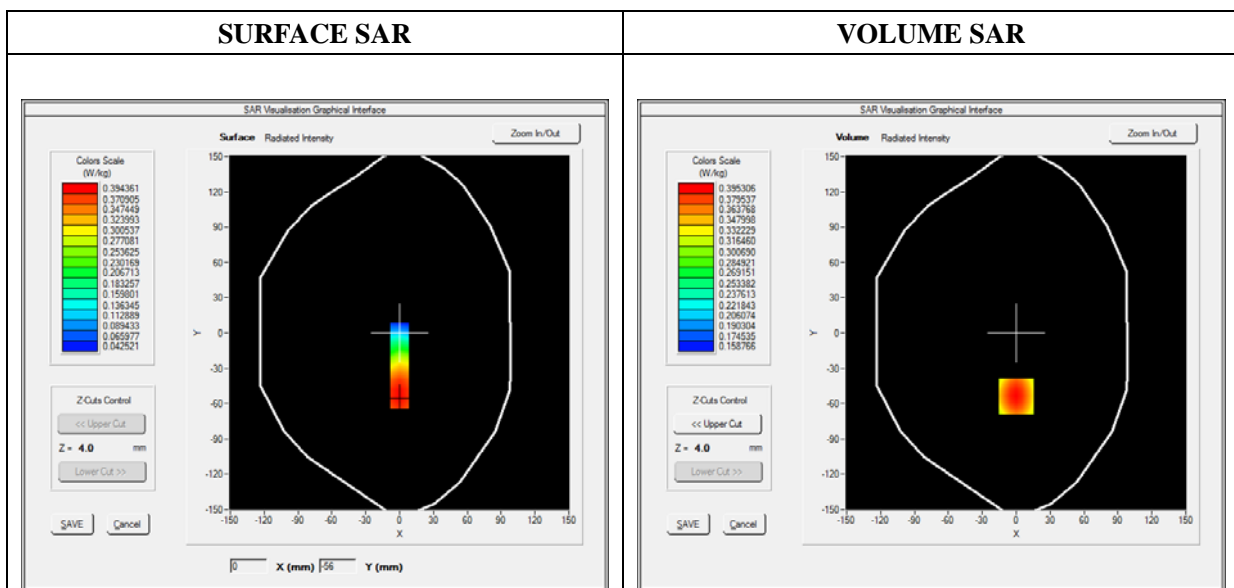 SURFACE SAR
VOLUME SAR
SAR Visualisation Graphical Interface
Surface Radiated Intensity
Zoom In/Out
Colors Scale
(W/kg)
0.394361
0.370905
0.347449
0.323993
0.300537
0.277081
0.253625
0.230169
0.206713
0.183257
0.159801
0.136345
0.112889
0.089433
0.065977
0.042521
Z-Cuts Control
<< Upper Cut
Z = 4.0 mm
Lower Cut >>
SAVE Cancel
150
120
90
60
30
0
-30
-60
-90
-120
-150
Y
-150 -120 -90 -60 -30 0 30 60 90 120 150
X
0 X (mm) -56 Y (mm)
SAR Visualisation Graphical Interface
Volume Radiated Intensity
Zoom In/Out
Colors Scale
(W/kg)
0.395306
0.379537
0.363768
0.347998
0.332229
0.316460
0.300690
0.284921
0.269151
0.253382
0.237613
0.221843
0.206074
0.190304
0.174535
0.158766
Z-Cuts Control
<< Upper Cut
Z = 4.0 mm
Lower Cut >>
SAVE Cancel
150
120
90
60
30
0
-30
-60
-90
-120
-150
Y
-150 -120 -90 -60 -30 0 30 60 90 120 150
X